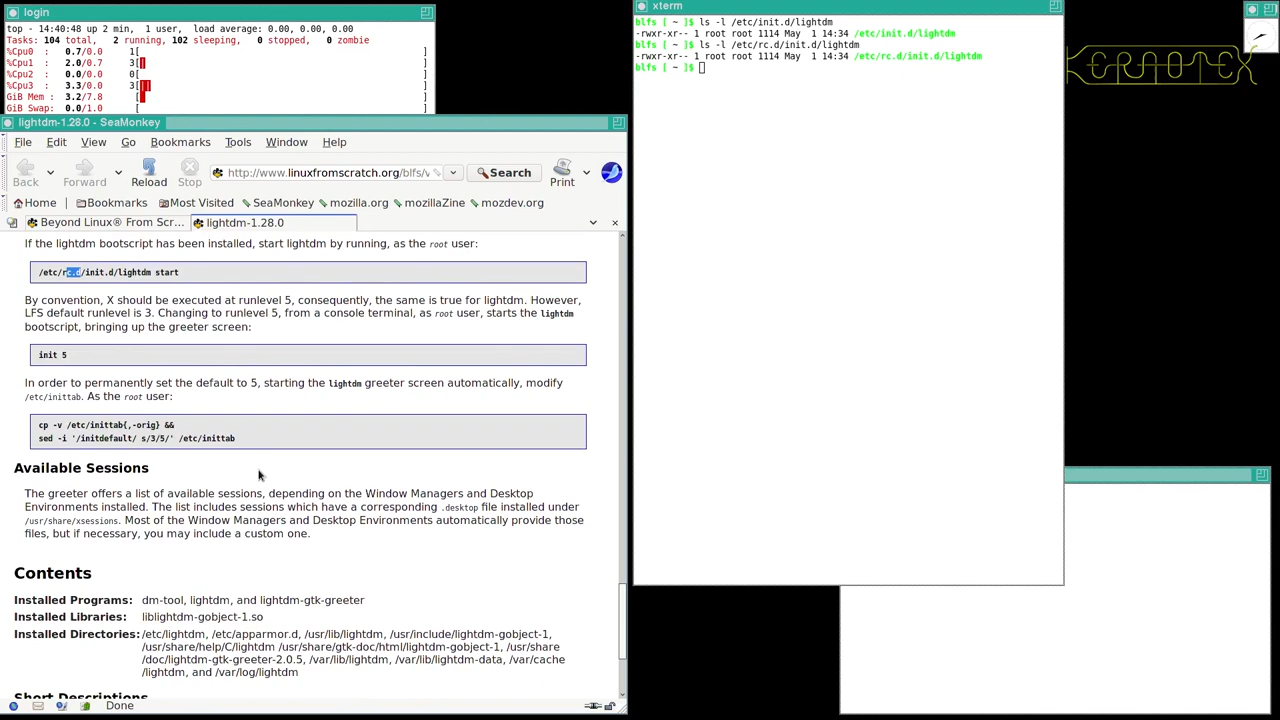 login
top - 14:40:48 up 2 min,  1 user,  load average: 0.00, 0.00, 0.00
Tasks: 104 total,   2 running, 102 sleeping,   0 stopped,   0 zombie
%Cpu0  :   0.7/0.0     1[                    ]
%Cpu1  :   2.0/0.7     3[                    ]
%Cpu2  :   0.0/0.0     0[                    ]
%Cpu3  :   3.3/0.0     3[                    ]
GiB Mem :   3.2/7.8      [                    ]
GiB Swap:   0.0/1.0      [                    ]
lightdm-1.28.0 - SeaMonkey
File Edit View Go Bookmarks Tools Window Help
Back Forward Reload Stop http://www.linuxfromscratch.org/blfs/v Search Print
Home Bookmarks Most Visited SeaMonkey mozilla.org mozillaZine mozdev.org
Beyond Linux® From Scr... lightdm-1.28.0
If the lightdm bootscript has been installed, start lightdm by running, as the root user:
/etc/rc.d/init.d/lightdm start
By convention, X should be executed at runlevel 5, consequently, the same is true for lightdm. However,
LFS default runlevel is 3. Changing to runlevel 5, from a console terminal, as root user, starts the lightdm
bootscript, bringing up the greeter screen:
init 5
In order to permanently set the default to 5, starting the lightdm greeter screen automatically, modify
/etc/inittab. As the root user:
cp -v /etc/inittab{,-orig} &&
sed -i '/initdefault/ s/3/5/' /etc/inittab
Available Sessions
The greeter offers a list of available sessions, depending on the Window Managers and Desktop
Environments installed. The list includes sessions which have a corresponding .desktop file installed under
/usr/share/xsessions. Most of the Window Managers and Desktop Environments automatically provide those
files, but if necessary, you may include a custom one.
Contents
Installed Programs: dm-tool, lightdm, and lightdm-gtk-greeter
Installed Libraries: liblightdm-gobject-1.so
Installed Directories: /etc/lightdm, /etc/apparmor.d, /usr/lib/lightdm, /usr/include/lightdm-gobject-1,
/usr/share/help/C/lightdm /usr/share/gtk-doc/html/lightdm-gobject-1, /usr/share
/doc/lightdm-gtk-greeter-2.0.5, /var/lib/lightdm, /var/lib/lightdm-data, /var/cache
/lightdm, and /var/log/lightdm
Short Descriptions
Done
xterm
blfs [ ~ ]$ ls -l /etc/init.d/lightdm
-rwxr-xr-- 1 root root 1114 May  1 14:34 /etc/init.d/lightdm
blfs [ ~ ]$ ls -l /etc/rc.d/init.d/lightdm
-rwxr-xr-- 1 root root 1114 May  1 14:34 /etc/rc.d/init.d/lightdm
blfs [ ~ ]$